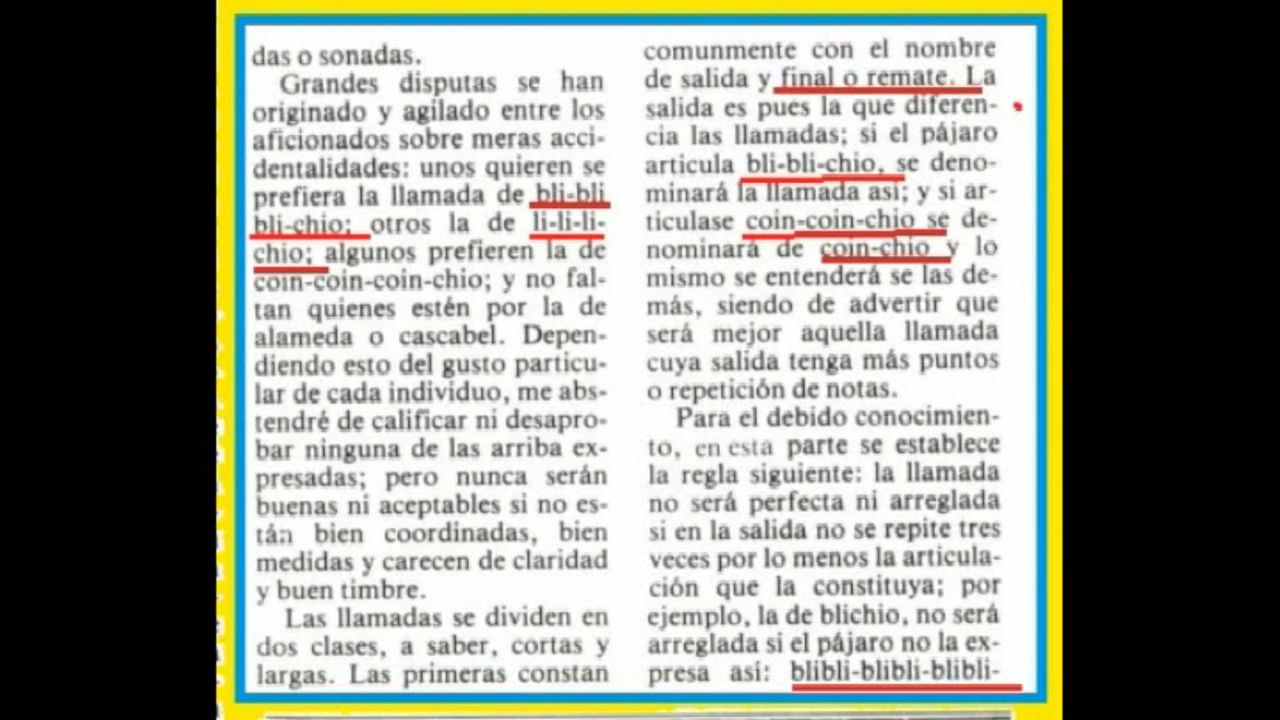 das o sonadas.
Grandes disputas se han
originado y agilado entre los
aficionados sobre meras acci-
dentalidades: unos quieren se
prefiera la llamada de bli-bli
bli-chio; otros la de li-li-li-
chio; algunos prefieren la de
coin-coin-coin-chio; y no fal-
tan quienes estén por la de
alameda o cascabel. Depen-
diendo esto del gusto particu-
lar de cada individuo, me abs-
tendré de calificar ni desapro-
bar ninguna de las arriba ex-
presadas; pero nunca serán
buenas ni aceptables si no es-
tán bien coordinadas, bien
medidas y carecen de claridad
y buen timbre.
Las llamadas se dividen en
dos clases, a saber, cortas y
largas. Las primeras constan
comunmente con el nombre
de salida y final o remate. La
salida es pues la que diferen-
cia las llamadas; si el pájaro
articula bli-bli-chio, se deno-
minará la llamada asi; y si ar-
ticulase coin-coin-chio se de-
nominará de coin-chio y lo
mismo se entenderá se las de-
más, siendo de advertir que
será mejor aquella llamada
cuya salida tenga más puntos
o repetición de notas.
Para el debido conocimien-
to, en esta parte se establece
la regla siguiente: la llamada
no será perfecta ni arreglada
si en la salida no se repite tres
veces por lo menos la articula-
ción que la constituya; por
ejemplo, la de blichio, no será
arreglada si el pájaro no la ex-
presa así: blibli-blibli-blibli-